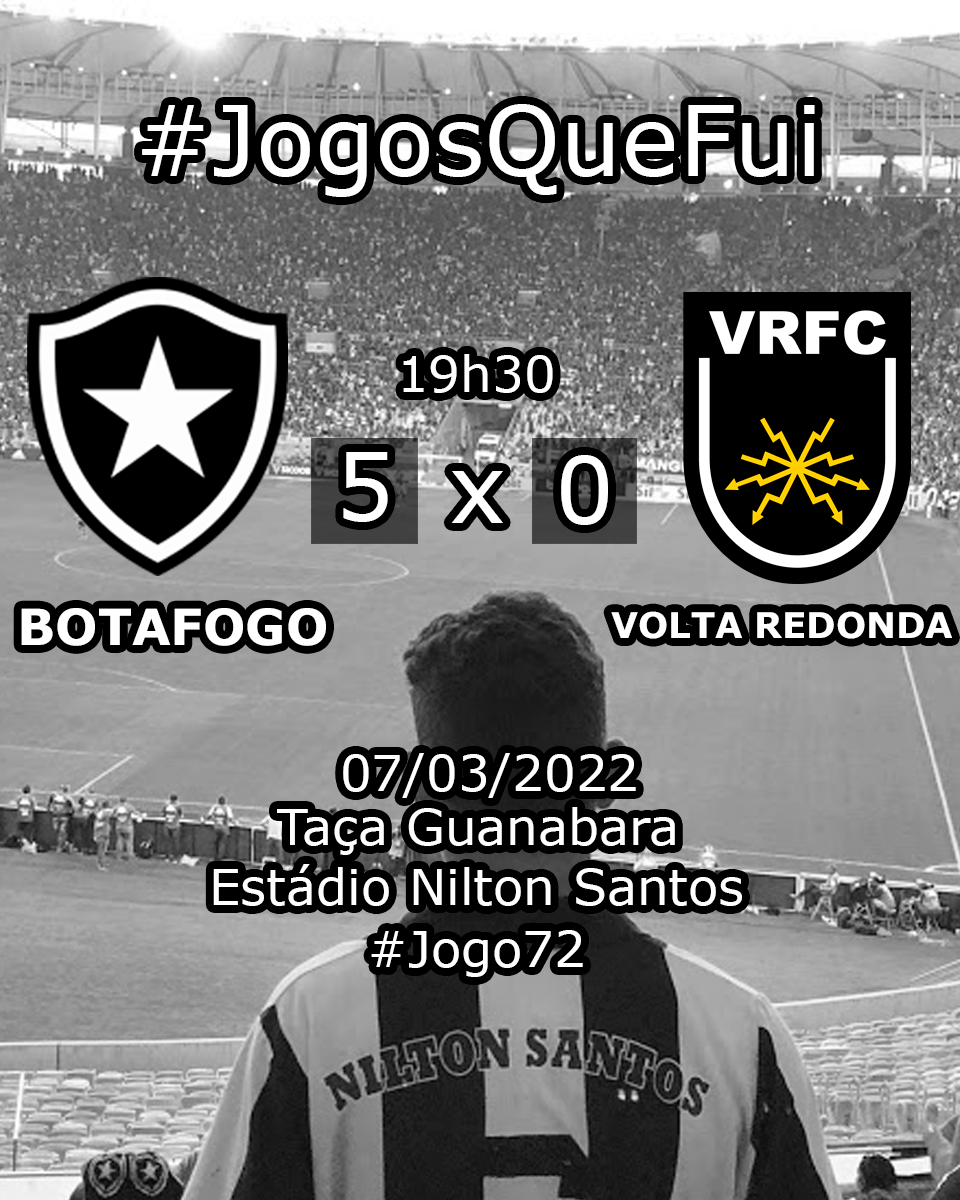 #JogosQueFui
VRFC
19h30
5 x 0
BOTAFOGO
VOLTA REDONDA
07/03/2022
Taça Guanabara
Estádio Nilton Santos
#Jogo72
NILTON SANTOS